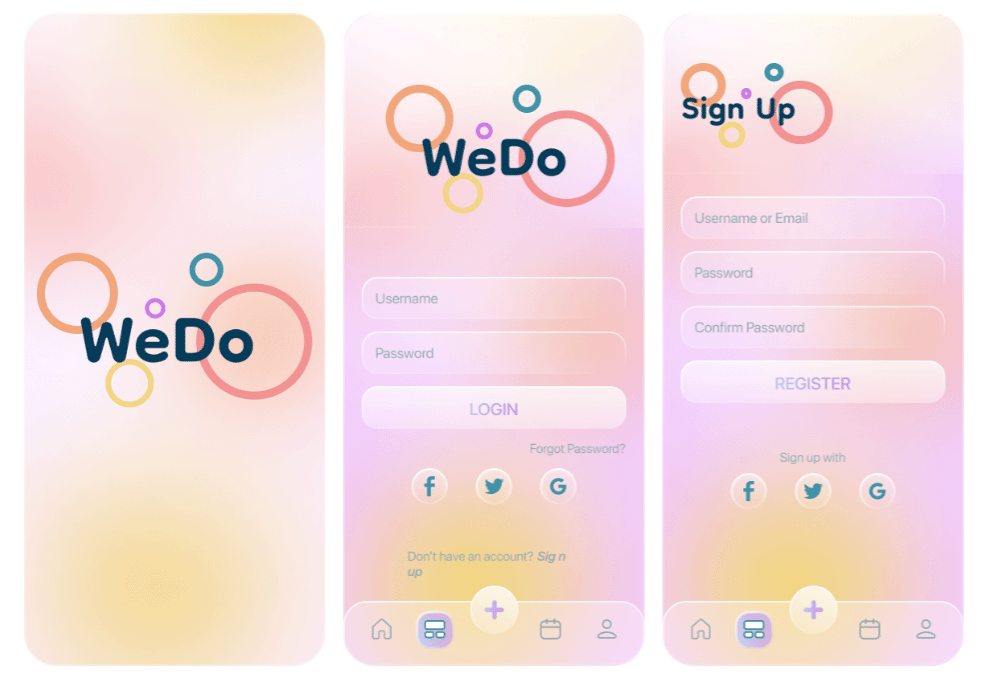 WeDo
WeDo
Username
Password
LOGIN
Forgot Password?
Don't have an account? Sig n
up
Sign Up
Username or Email
Password
Confirm Password
REGISTER
Sign up with